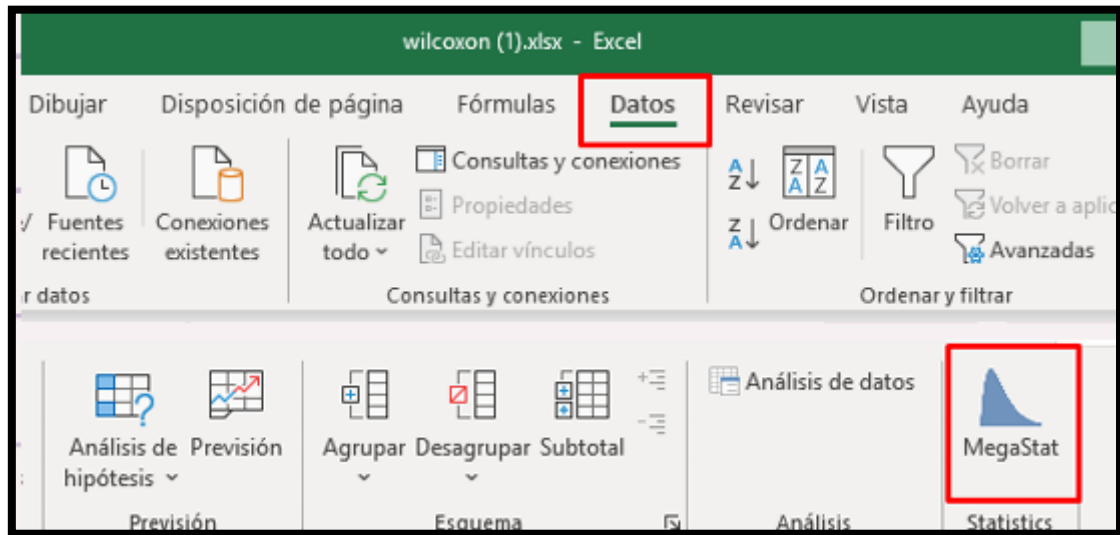 wilcoxon (1).xlsx - Excel
Dibujar Disposición de página Fórmulas Datos Revisar Vista Ayuda
Fuentes recientes
Conexiones existentes
Actualizar todo
Consultas y conexiones
Propiedades
Editar vínculos
Ordenar
Filtro
Borrar
Volver a aplic
Avanzadas
r datos
Consultas y conexiones
Ordenar y filtrar
Análisis de hipótesis
Previsión
Agrupar
Desagrupar
Subtotal
Análisis de datos
MegaStat
Previsión
Esquema
Análisis
Statistics